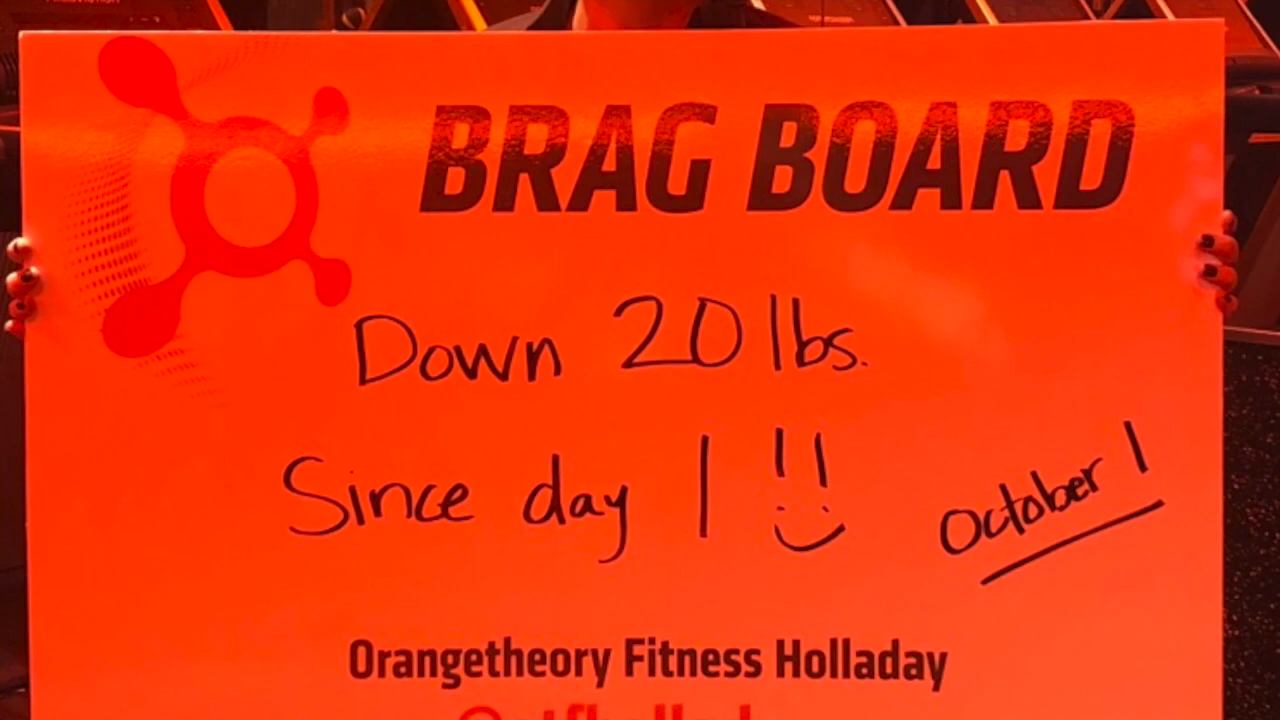 BRAG BOARD
Down 20 lbs.
Since day 1 !!
October 1
Orangetheory Fitness Holladay